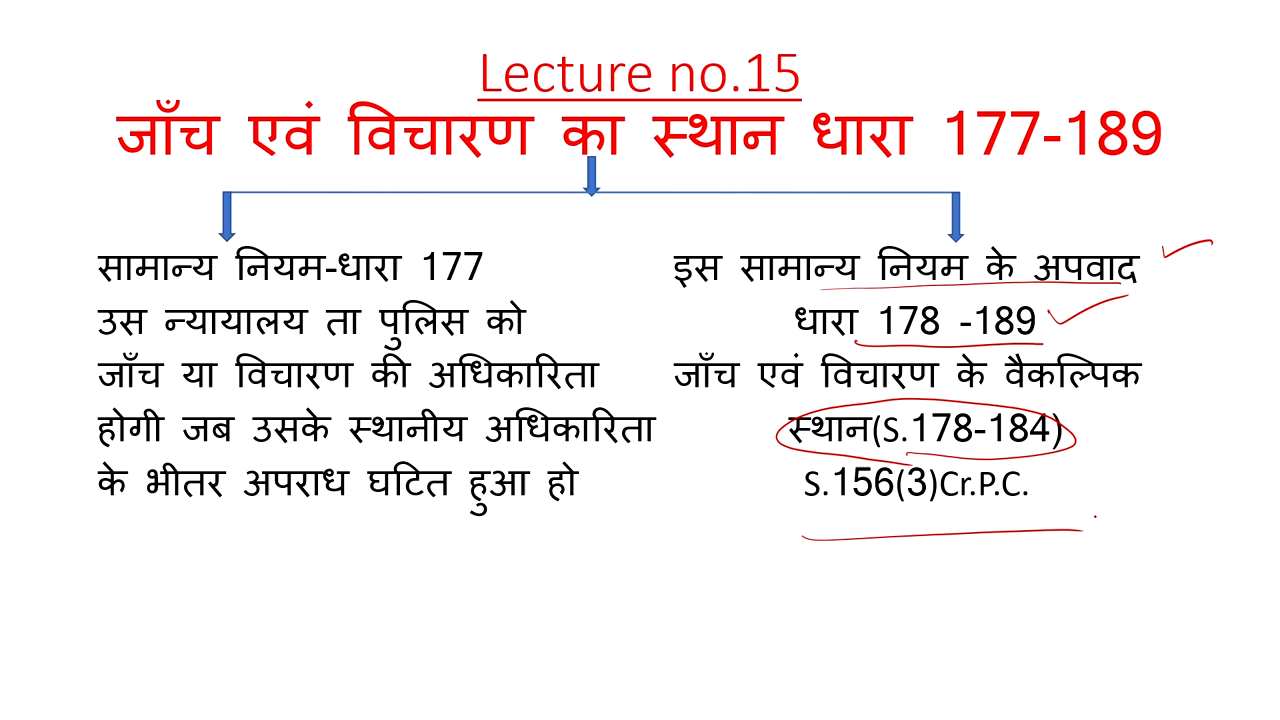 Lecture no.15
जाँच एवं विचारण का स्थान धारा 177-189
सामान्य नियम-धारा 177
उस न्यायालय ता पुलिस को
जाँच या विचारण की अधिकारिता
होगी जब उसके स्थानीय अधिकारिता
के भीतर अपराध घटित हुआ हो
इस सामान्य नियम के अपवाद
धारा 178 -189
जाँच एवं विचारण के वैकल्पिक
स्थान(S.178-184)
S.156(3)Cr.P.C.